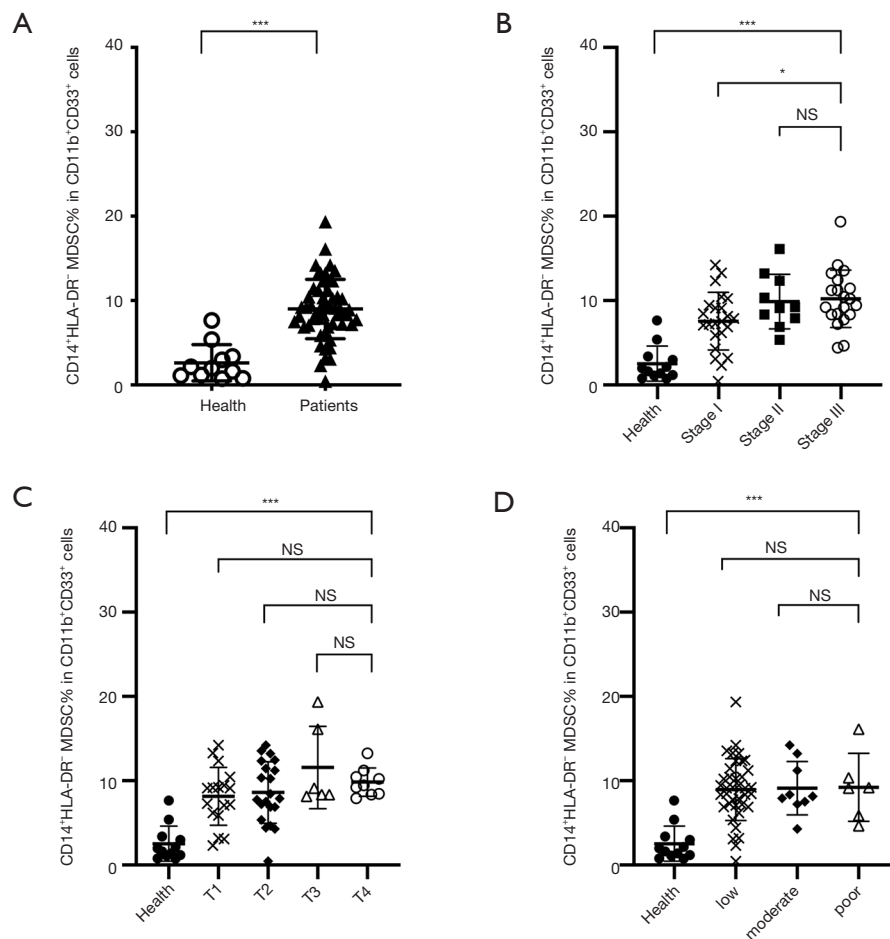 A
CD14⁺HLA-DR⁻ MDSC% in CD11b⁺CD33⁺ cells
40
30
20
10
0
***
Health
Patients
B
CD14⁺HLA-DR⁻ MDSC% in CD11b⁺CD33⁺ cells
40
30
20
10
0
***
*
NS
Health
Stage I
Stage II
Stage III
C
CD14⁺HLA-DR⁻ MDSC% in CD11b⁺CD33⁺ cells
40
30
20
10
0
***
NS
NS
NS
Health
T1
T2
T3
T4
D
CD14⁺HLA-DR⁻ MDSC% in CD11b⁺CD33⁺ cells
40
30
20
10
0
***
NS
NS
Health
low
moderate
poor